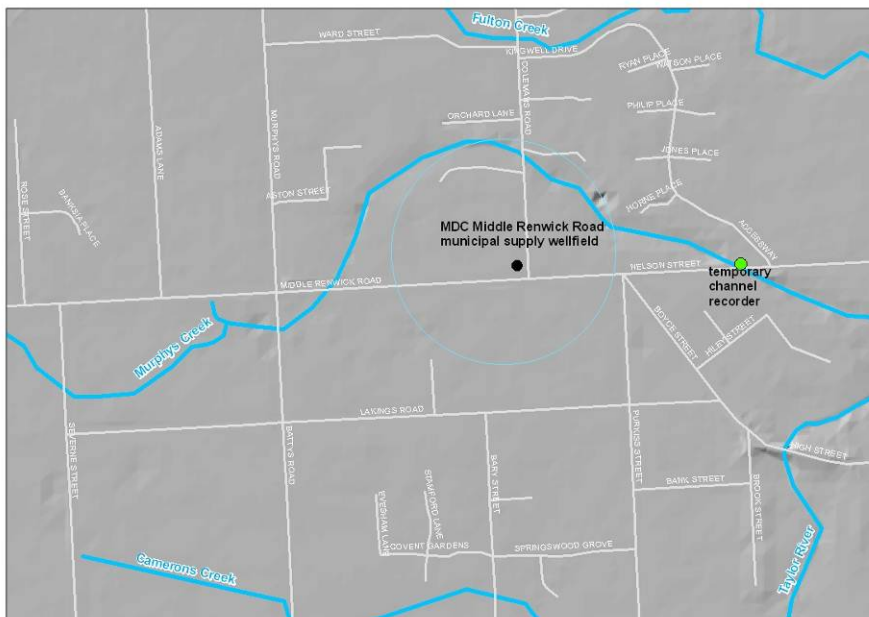 Fulton Creek
WARD STREET
KINGWELL DRIVE
RYAN PLACE
WATSON PLACE
COLEMANS ROAD
ORCHARD LANE
PHILIP PLACE
ADAMS LANE
MURPHYS ROAD
JONES PLACE
ROSE STREET
BANKSIA PLACE
ASTON STREET
HORNE PLACE
ACCESSWAY
MDC Middle Renwick Road
municipal supply wellfield
NELSON STREET
temporary
channel
recorder
MIDDLE RENWICK ROAD
Murphys Creek
BOYCE STREET
HILEY STREET
LAKINGS ROAD
SEVERNE STREET
BATTYS ROAD
BARY STREET
PURKISS STREET
HIGH STREET
BANK STREET
BROOK STREET
EVESHAM LANE
STAMFORD LANE
COVENT GARDENS
SPRINGSWOOD GROVE
Camerons Creek
Taylor River